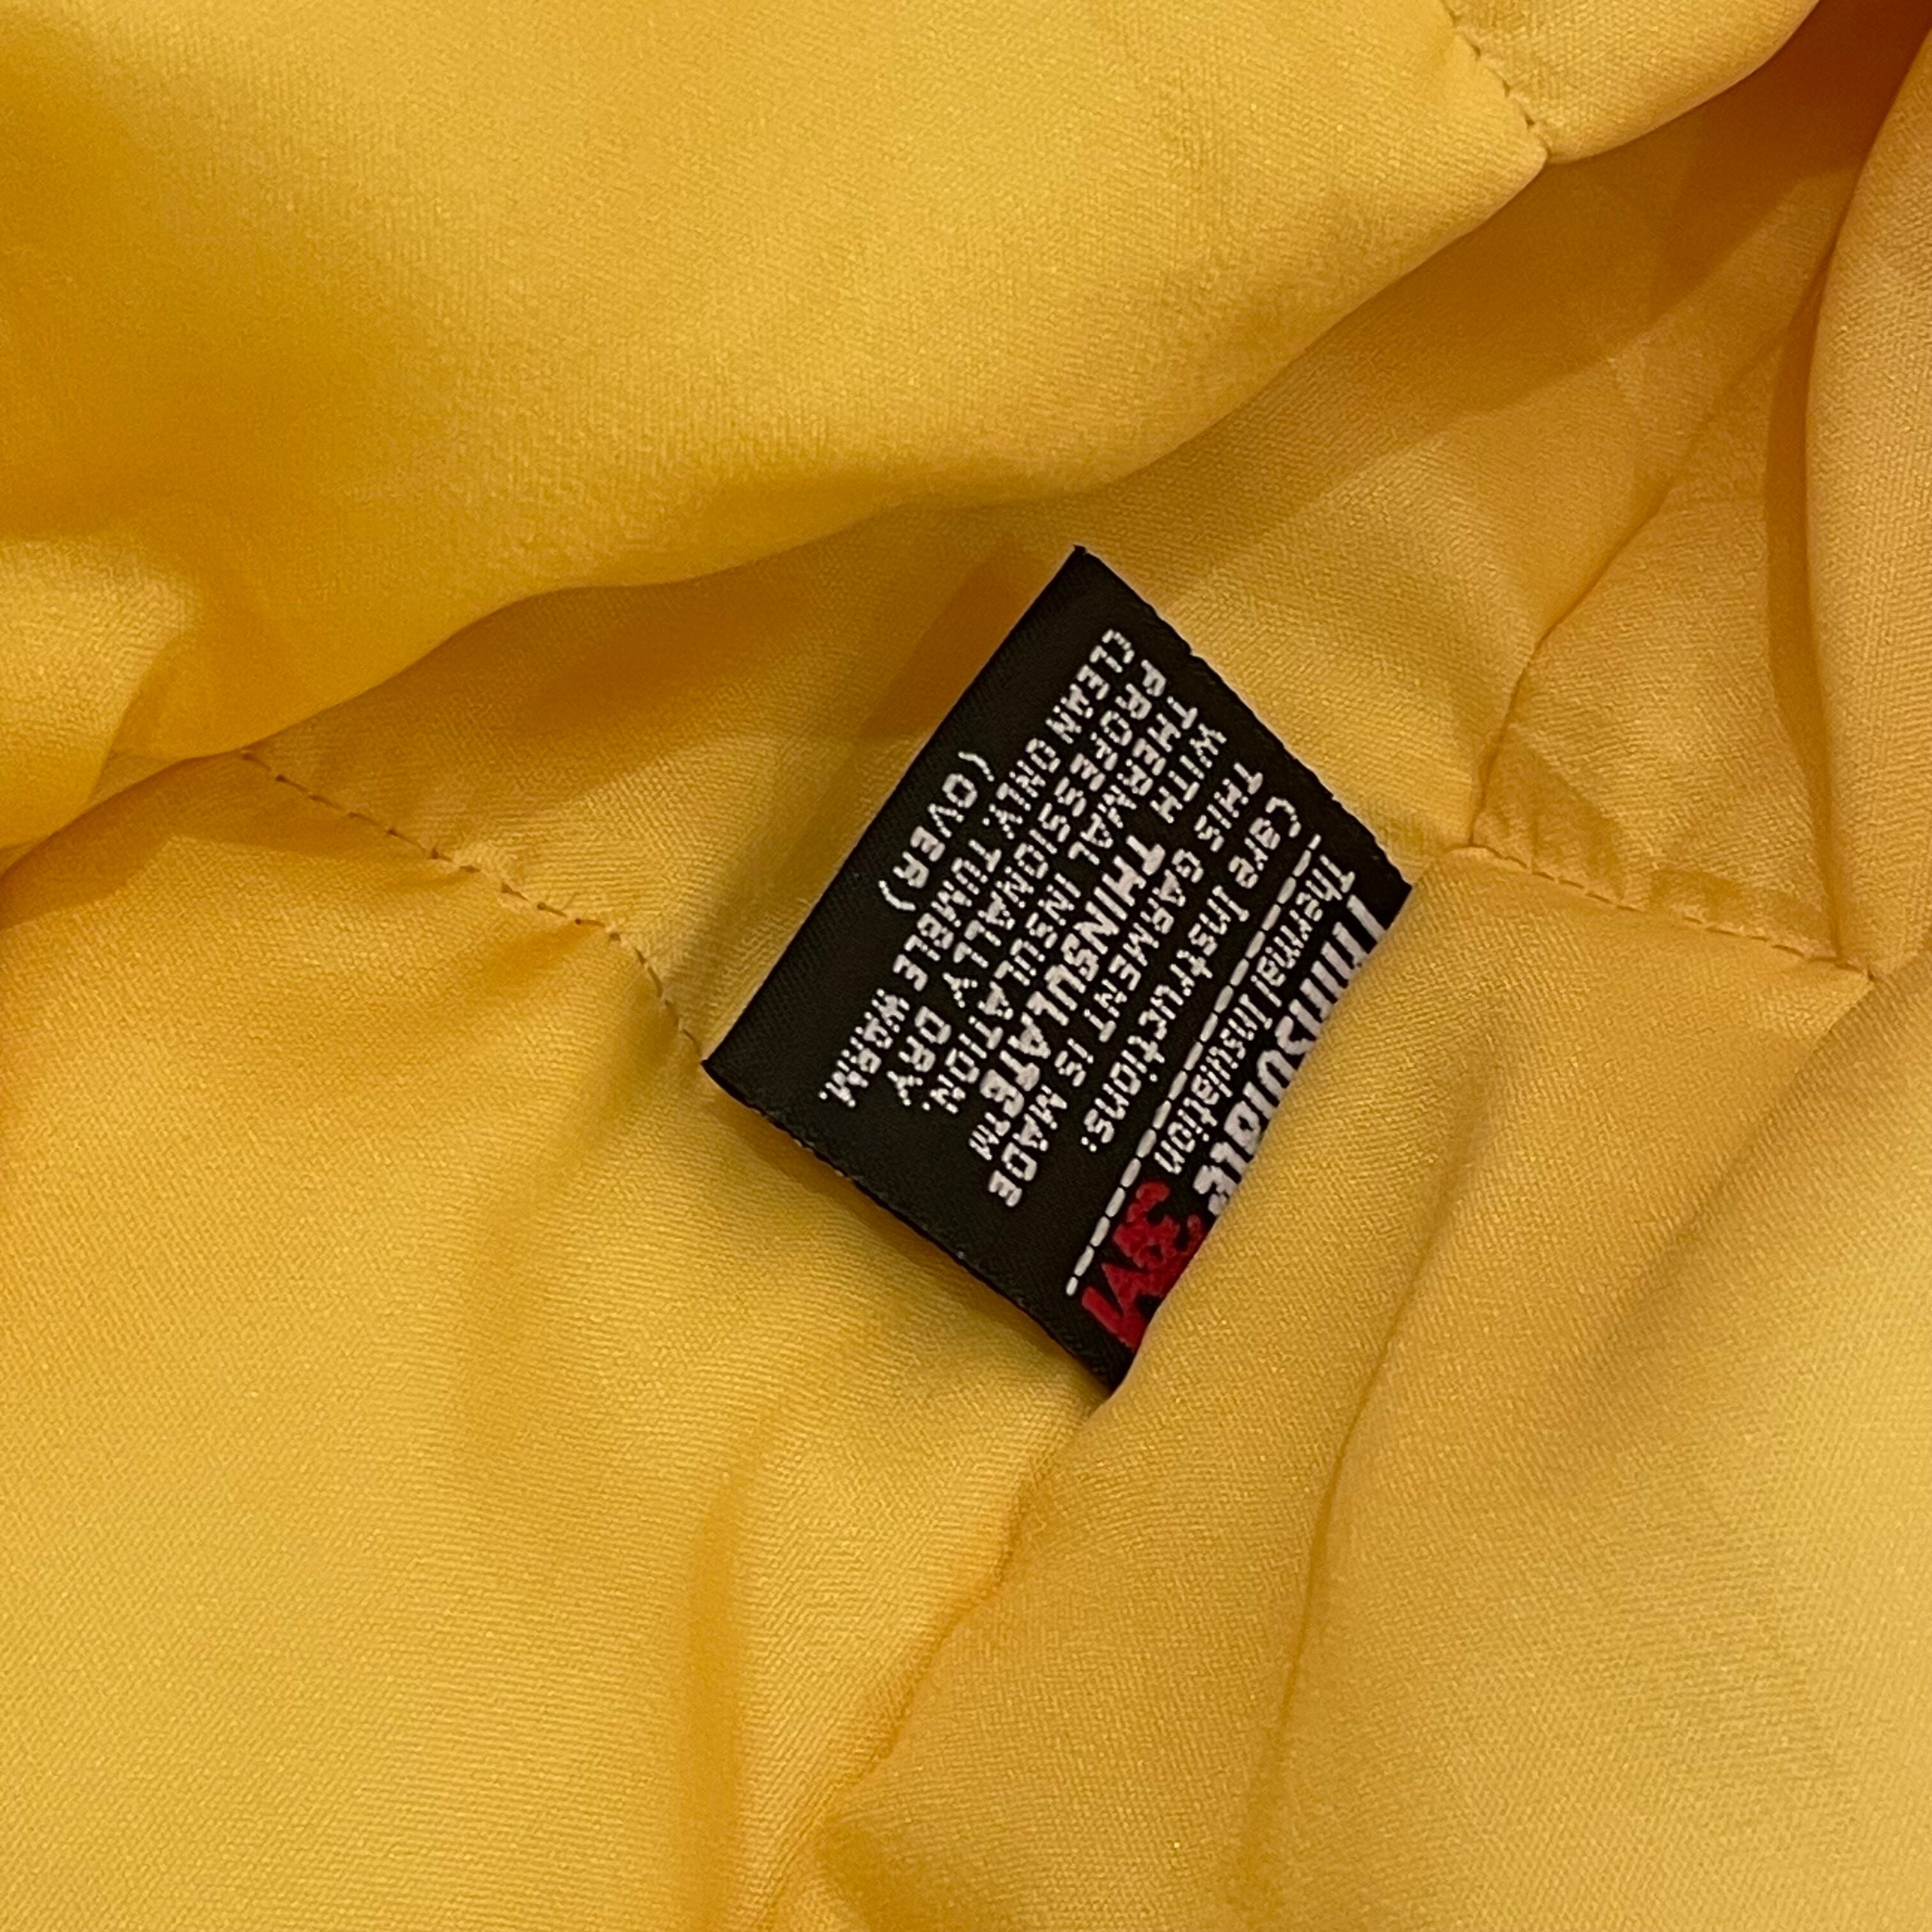 Thinsulate
Thermal Insulation
Care Instructions:
THIS GARMENT IS MADE
WITH THINSULATE™
THERMAL INSULATION.
PROFESSIONALLY DRY
CLEAN ONLY. TUMBLE WARM.
(OVER)